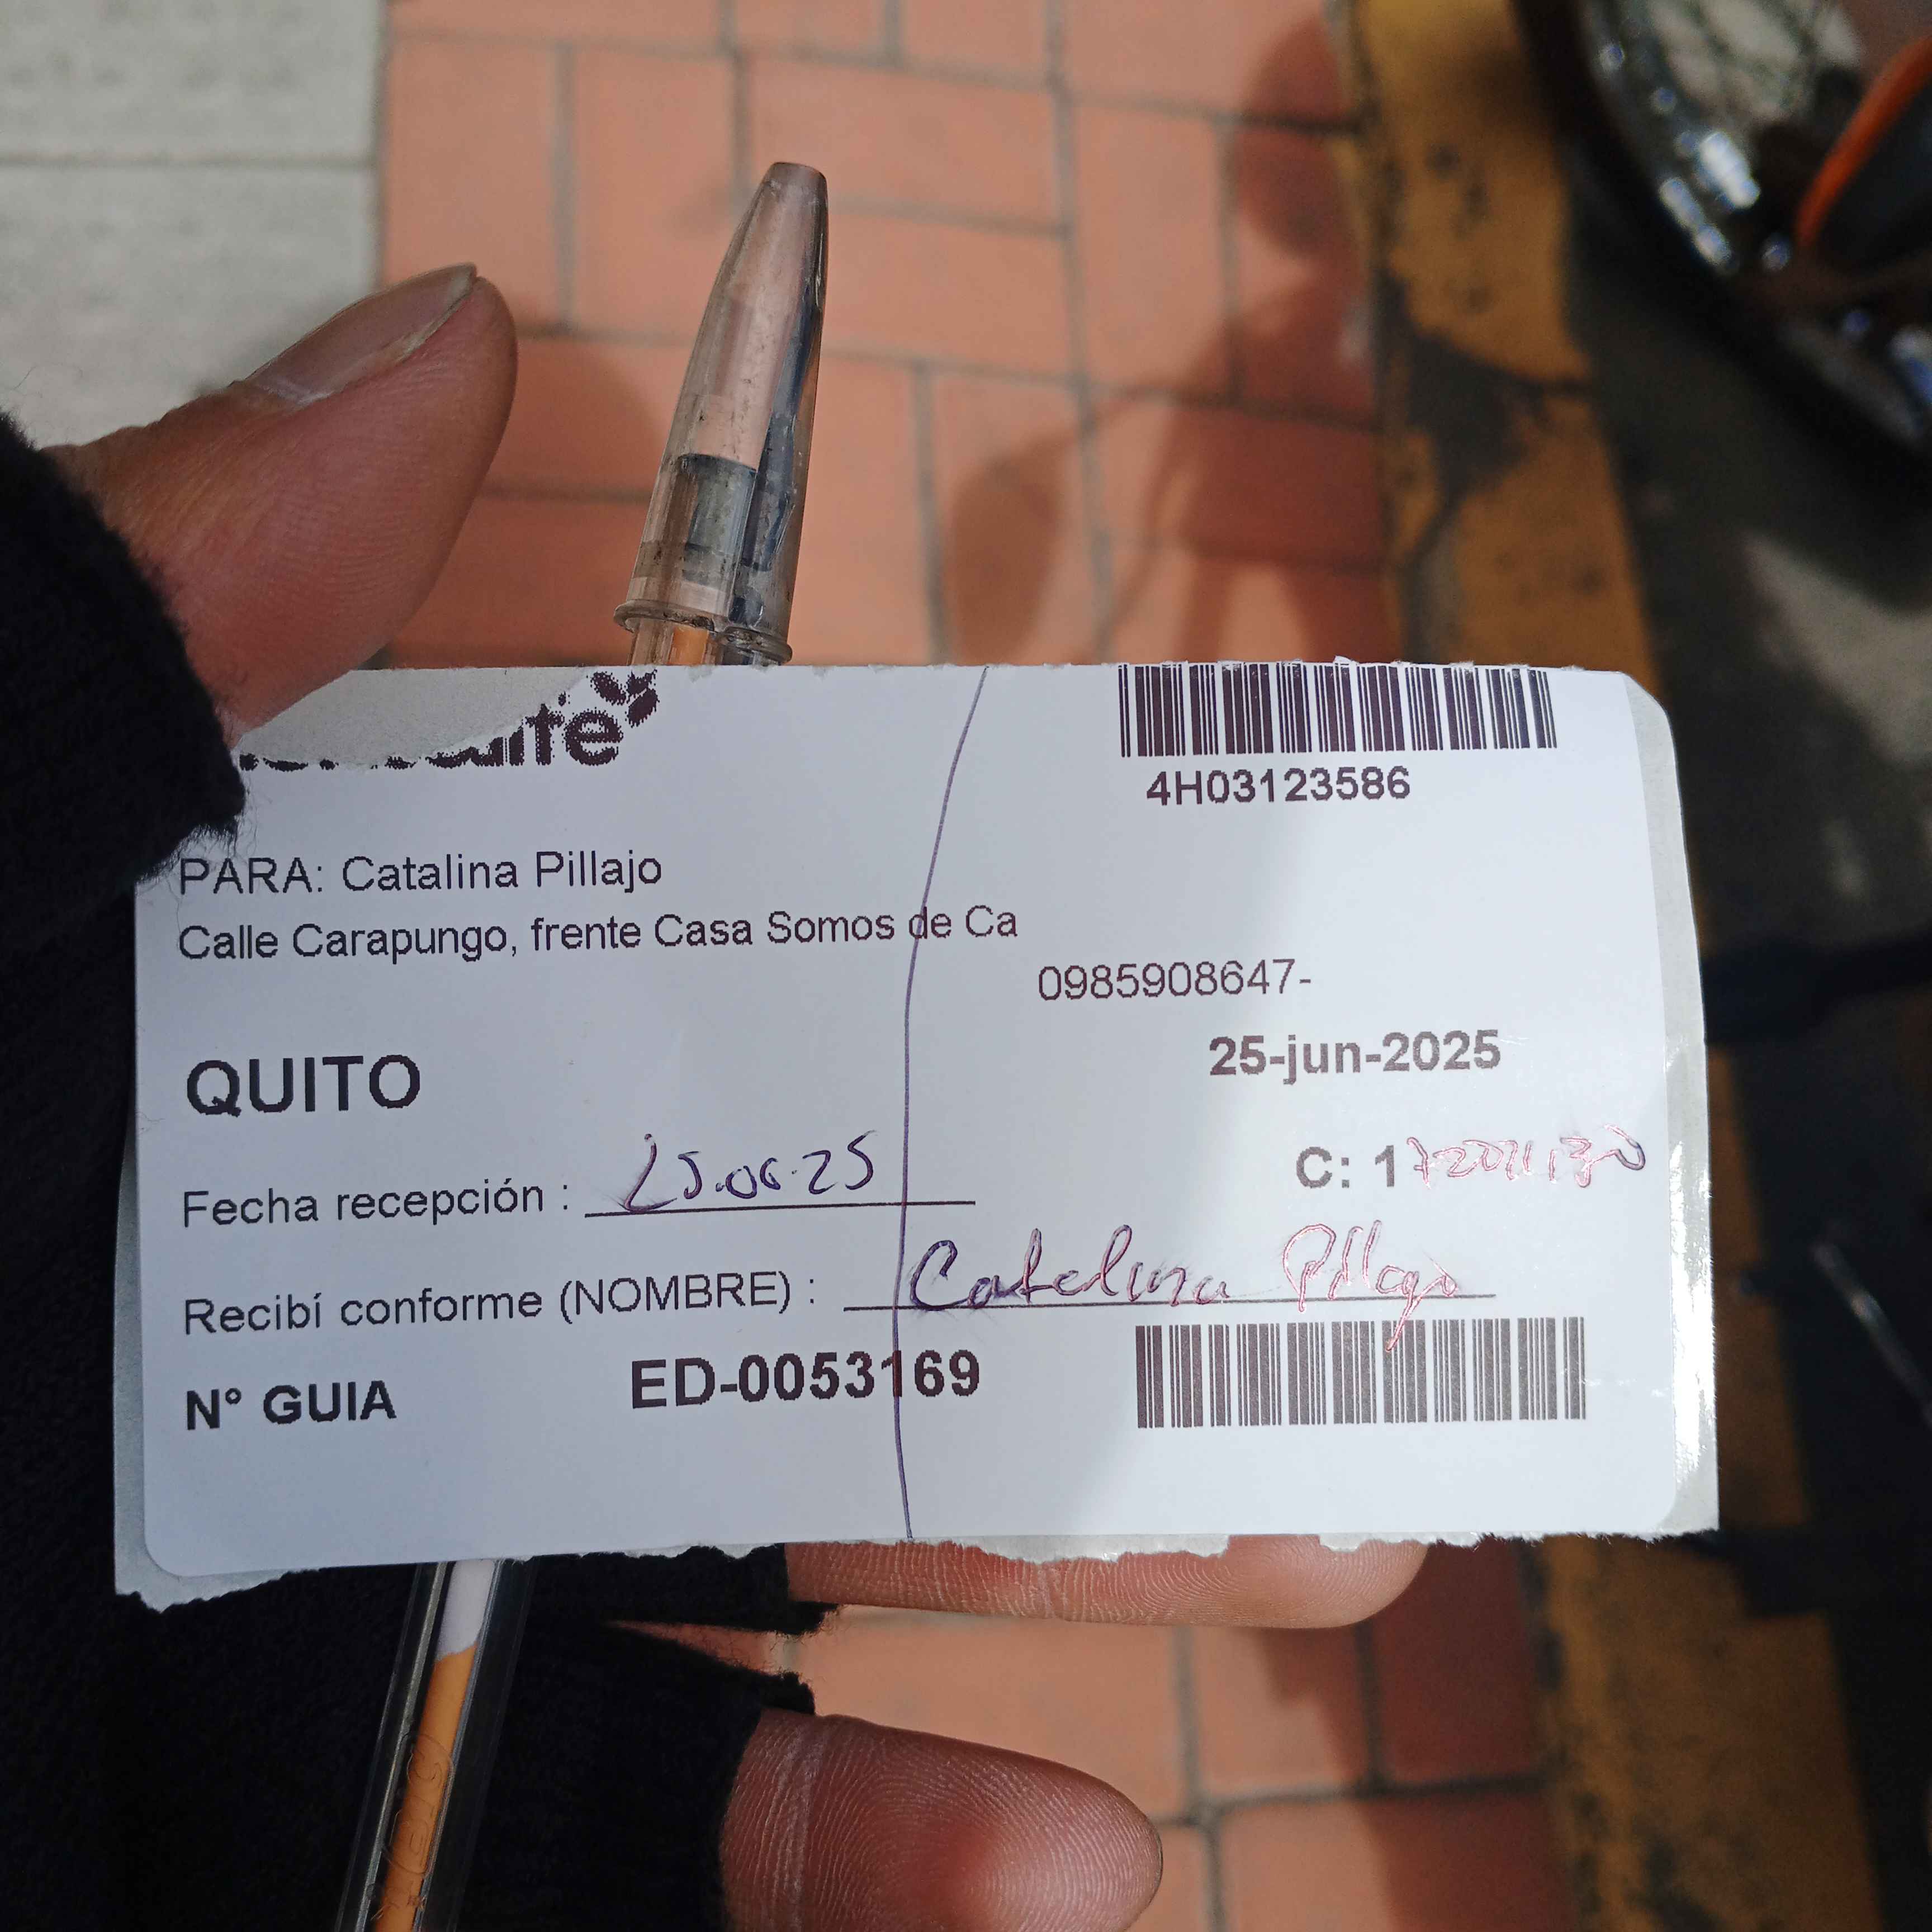 4H03123586
PARA: Catalina Pillajo
Calle Carapungo, frente Casa Somos de Ca
0985908647-
25-jun-2025
QUITO
C: 1
Fecha recepción : 25.06.25
Recibí conforme (NOMBRE) : Catalina Pillajo
N° GUIA ED-0053169